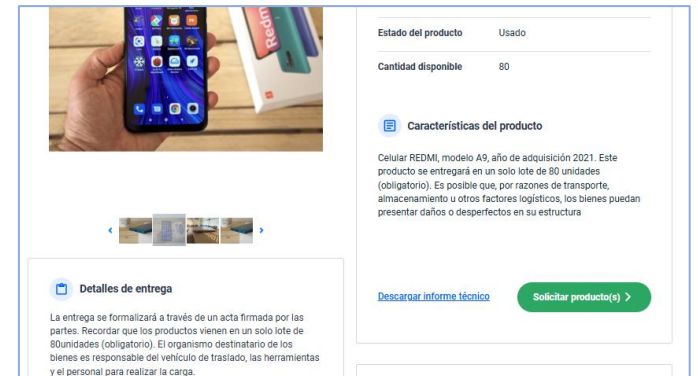 Redmi
Estado del producto Usado
Cantidad disponible 80
Características del producto
Celular REDMI, modelo A9, año de adquisición 2021. Este
producto se entregará en un solo lote de 80 unidades
(obligatorio). Es posible que, por razones de transporte,
almacenamiento u otros factores logísticos, los bienes puedan
presentar daños o desperfectos en su estructura
Descargar informe técnico
Solicitar producto(s)
Detalles de entrega
La entrega se formalizará a través de un acta firmada por las
partes. Recordar que los productos vienen en un solo lote de
80unidades (obligatorio). El organismo destinatario de los
bienes es responsable del vehículo de traslado, las herramientas
y el personal para realizar la carga.